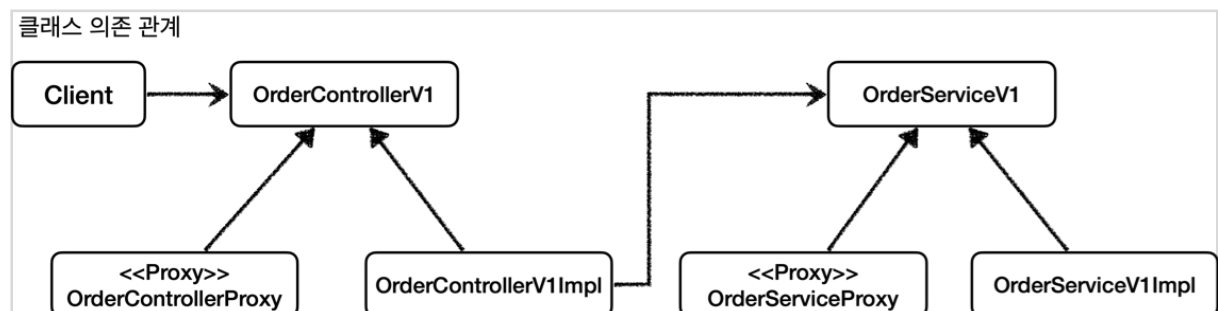 클래스 의존 관계
Client
OrderControllerV1
OrderServiceV1
<<Proxy>>
OrderControllerProxy
OrderControllerV1Impl
<<Proxy>>
OrderServiceProxy
OrderServiceV1Impl